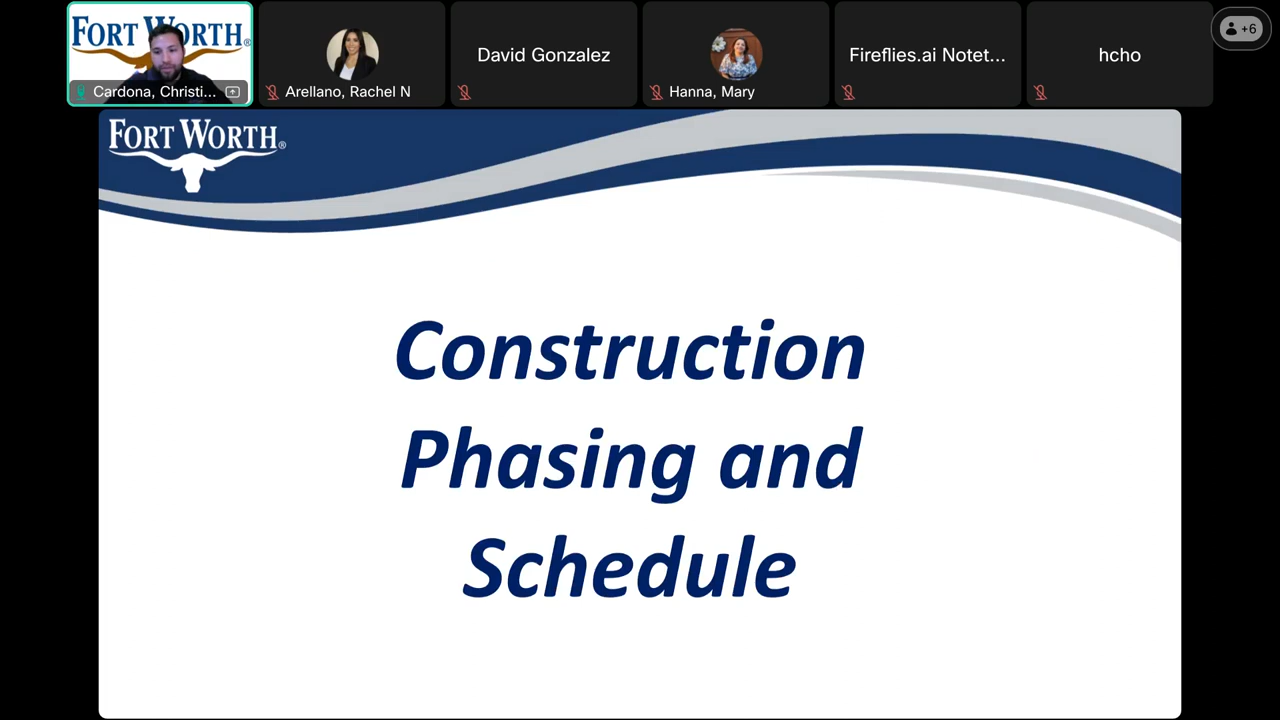 FORT WORTH®
Cardona, Christi...
Arellano, Rachel N
David Gonzalez
Hanna, Mary
Fireflies.ai Notet...
hcho
+6
FORT WORTH®
Construction
Phasing and
Schedule